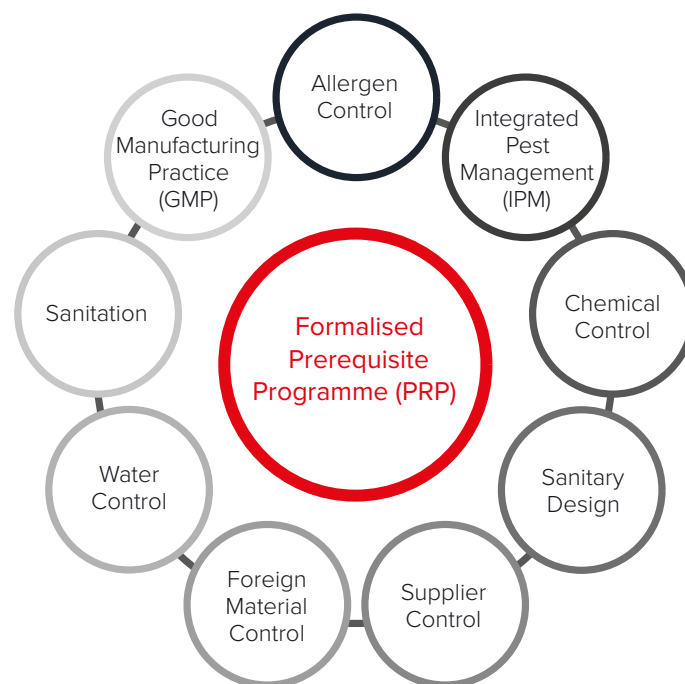 Allergen
Control
Integrated
Pest
Management
(IPM)
Chemical
Control
Sanitary
Design
Supplier
Control
Foreign
Material
Control
Water
Control
Sanitation
Good
Manufacturing
Practice
(GMP)
Formalised
Prerequisite
Programme (PRP)